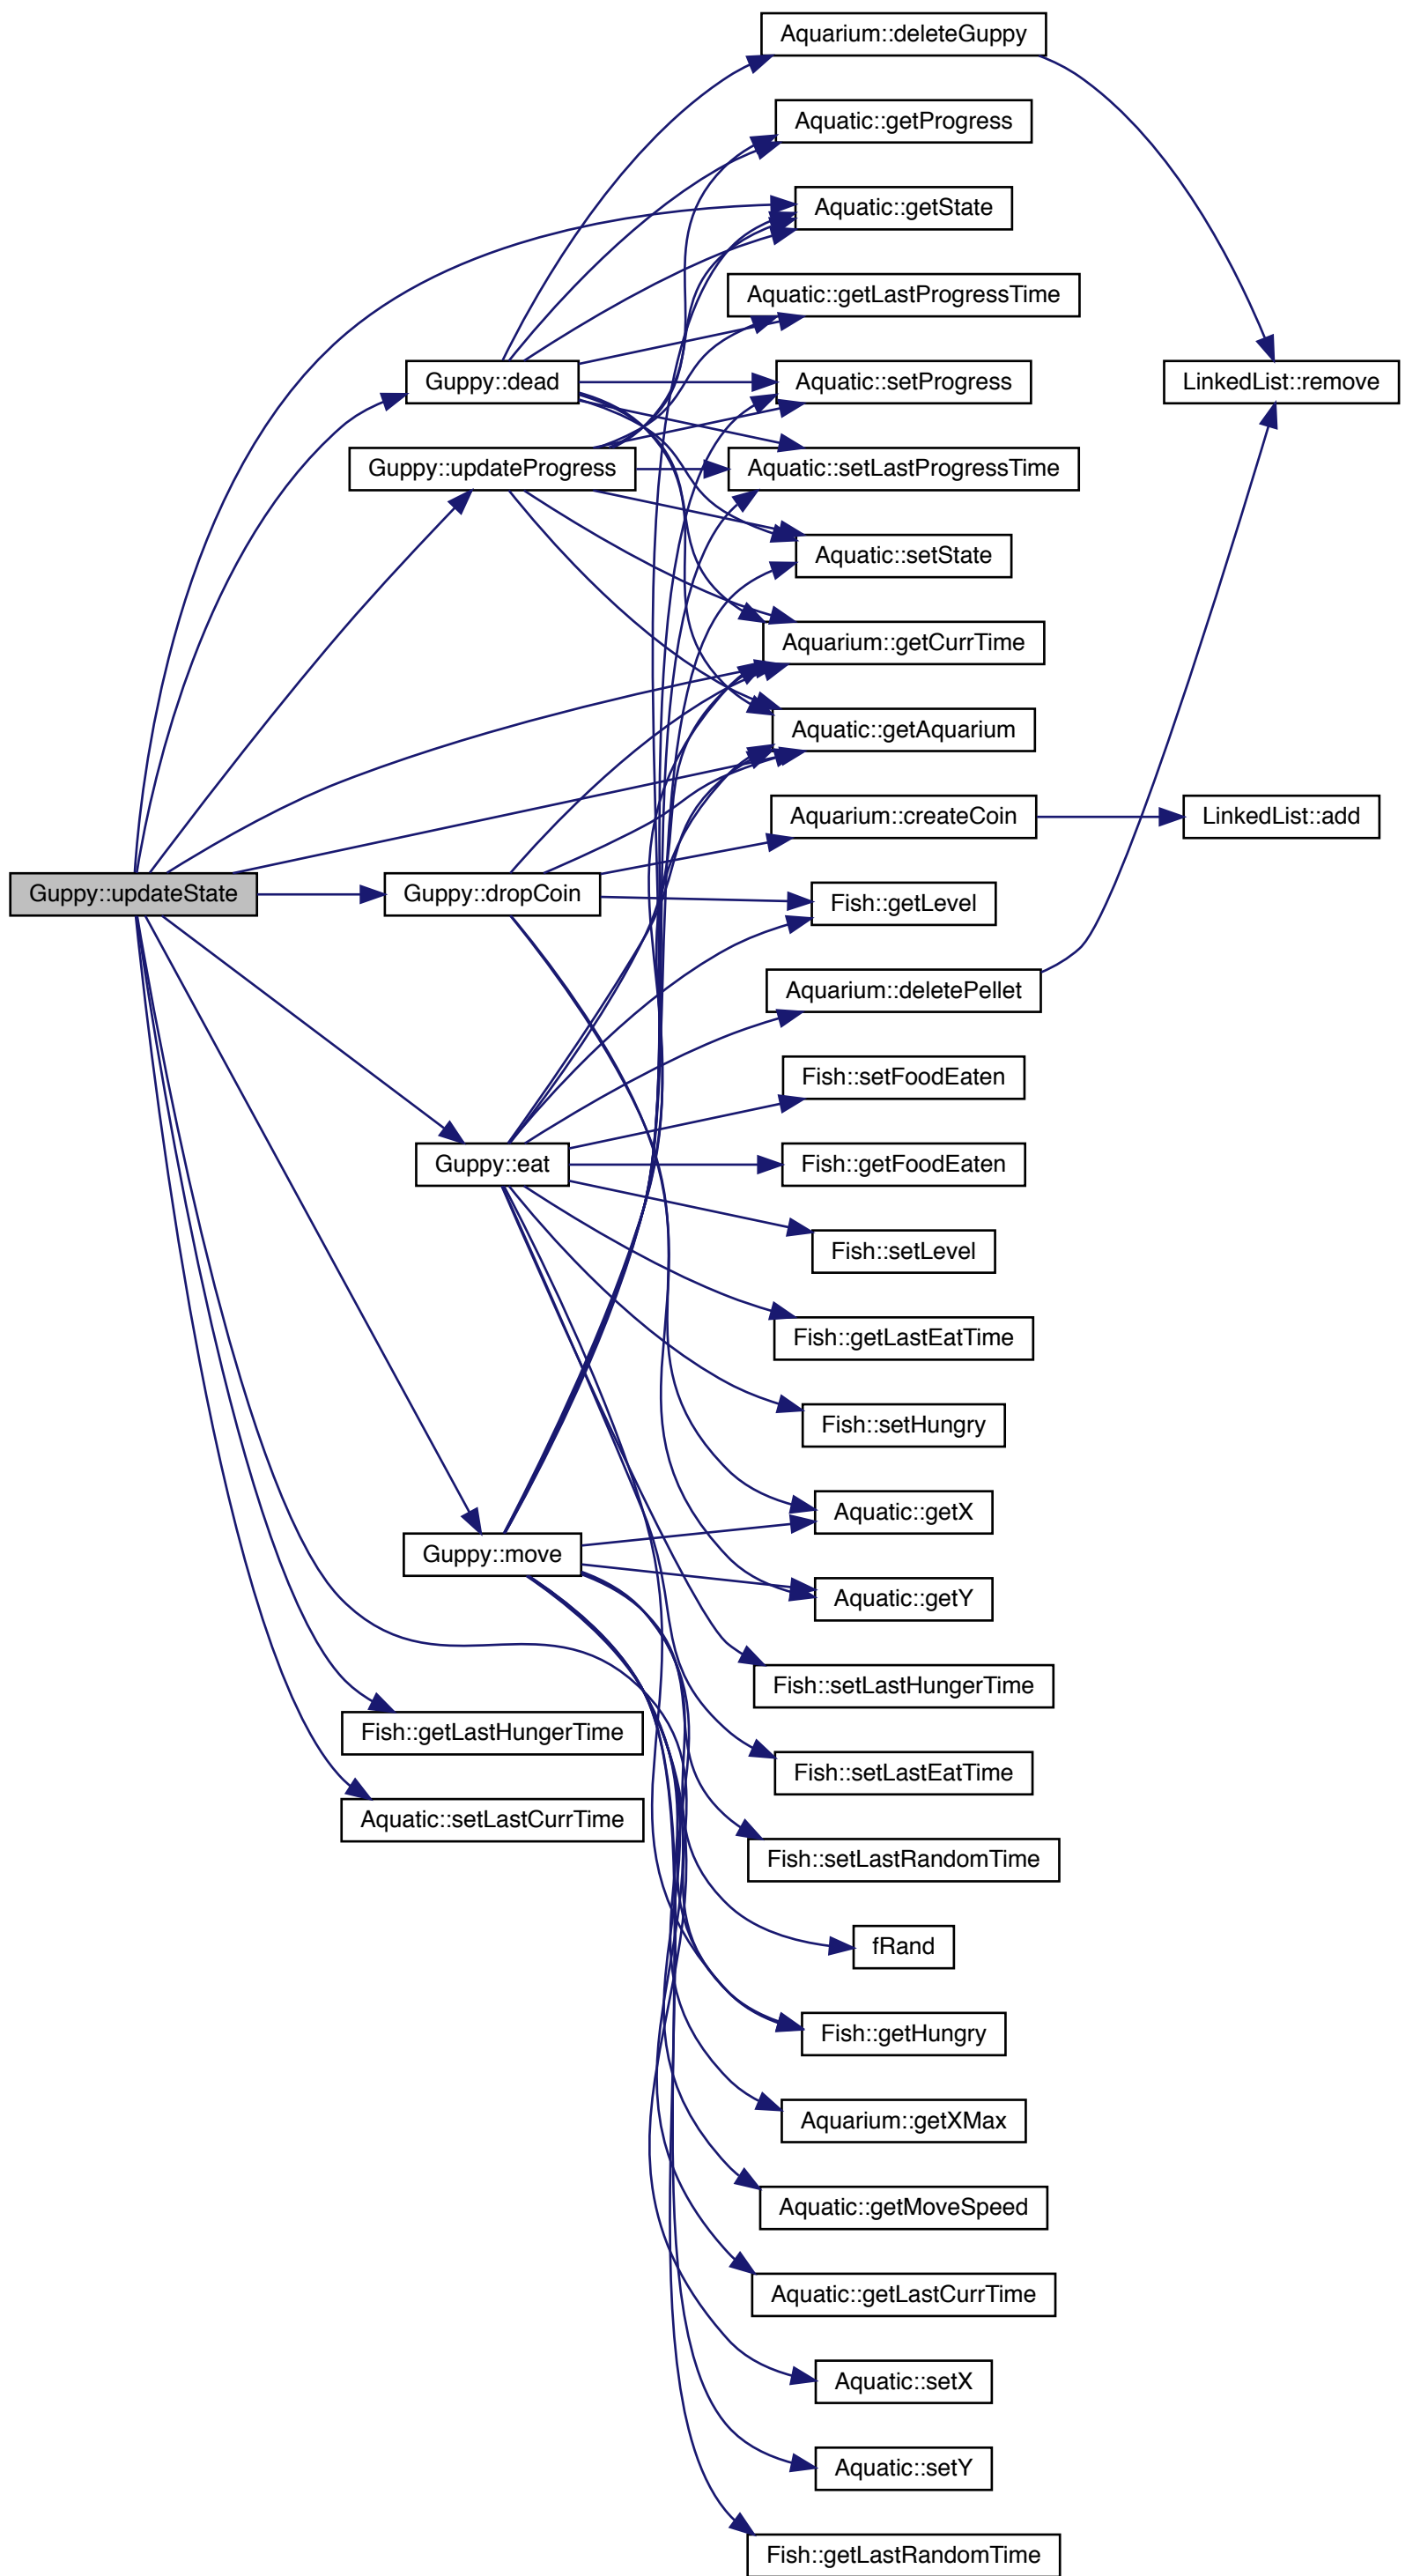 Aquarium::deleteGuppy
Aquatic::getProgress
Aquatic::getState
Aquatic::getLastProgressTime
Guppy::dead
Aquatic::setProgress
LinkedList::remove
Guppy::updateProgress
Aquatic::setLastProgressTime
Aquatic::setState
Aquarium::getCurrTime
Aquatic::getAquarium
Aquarium::createCoin
LinkedList::add
Guppy::updateState
Guppy::dropCoin
Fish::getLevel
Aquarium::deletePellet
Fish::setFoodEaten
Guppy::eat
Fish::getFoodEaten
Fish::setLevel
Fish::getLastEatTime
Fish::setHungry
Aquatic::getX
Guppy::move
Aquatic::getY
Fish::setLastHungerTime
Fish::getLastHungerTime
Fish::setLastEatTime
Aquatic::setLastCurrTime
Fish::setLastRandomTime
fRand
Fish::getHungry
Aquarium::getXMax
Aquatic::getMoveSpeed
Aquatic::getLastCurrTime
Aquatic::setX
Aquatic::setY
Fish::getLastRandomTime